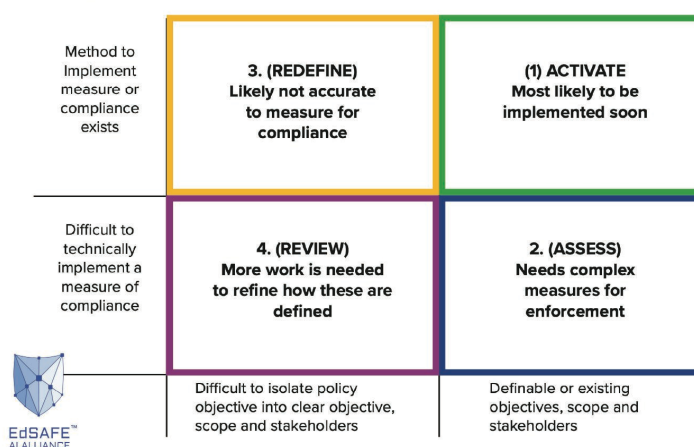 Method to
Implement
measure or
compliance
exists
3. (REDEFINE)
Likely not accurate
to measure for
compliance
(1) ACTIVATE
Most likely to be
implemented soon
Difficult to
technically
implement a
measure of
compliance
4. (REVIEW)
More work is needed
to refine how these are
defined
2. (ASSESS)
Needs complex
measures for
enforcement
Difficult to isolate policy
objective into clear objective,
scope and stakeholders
Definable or existing
objectives, scope and
stakeholders
EdSAFE™
AI ALLIANCE